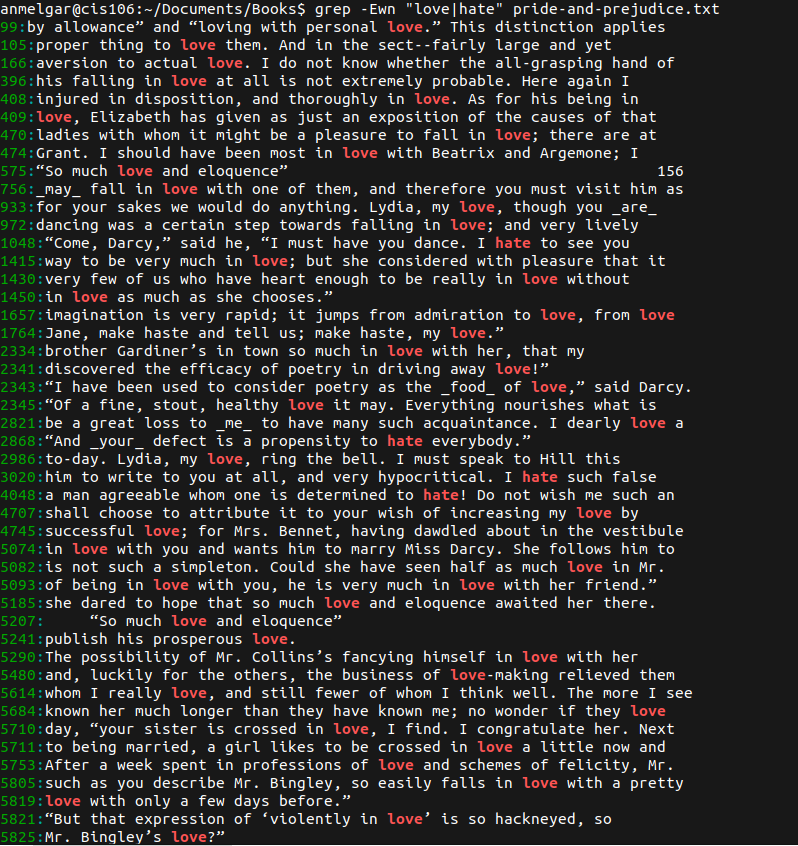 anmelgar@cis106:~/Documents/Books$ grep -Ewn "love|hate" pride-and-prejudice.txt
99:by allowance” and “loving with personal love.” This distinction applies
105:proper thing to love them. And in the sect--fairly large and yet
166:aversion to actual love. I do not know whether the all-grasping hand of
396:his falling in love at all is not extremely probable. Here again I
408:injured in disposition, and thoroughly in love. As for his being in
409:love, Elizabeth has given as just an exposition of the causes of that
470:ladies with whom it might be a pleasure to fall in love; there are at
474:Grant. I should have been most in love with Beatrix and Argemone; I
575:“So much love and eloquence” 156
756:_may_ fall in love with one of them, and therefore you must visit him as
933:for your sakes we would do anything. Lydia, my love, though you _are_
972:dancing was a certain step towards falling in love; and very lively
1048:“Come, Darcy,” said he, “I must have you dance. I hate to see you
1415:way to be very much in love; but she considered with pleasure that it
1430:very few of us who have heart enough to be really in love without
1450:in love as much as she chooses.”
1657:imagination is very rapid; it jumps from admiration to love, from love
1764:Jane, make haste and tell us; make haste, my love.”
2334:brother Gardiner’s in town so much in love with her, that my
2341:discovered the efficacy of poetry in driving away love!”
2343:“I have been used to consider poetry as the _food_ of love,” said Darcy.
2345:“Of a fine, stout, healthy love it may. Everything nourishes what is
2821:be a great loss to _me_ to have many such acquaintance. I dearly love a
2868:“And _your_ defect is a propensity to hate everybody.”
2986:to-day. Lydia, my love, ring the bell. I must speak to Hill this
3020:him to write to you at all, and very hypocritical. I hate such false
4048:a man agreeable whom one is determined to hate! Do not wish me such an
4707:shall choose to attribute it to your wish of increasing my love by
4745:successful love; for Mrs. Bennet, having dawdled about in the vestibule
5074:in love with you and wants him to marry Miss Darcy. She follows him to
5082:is not such a simpleton. Could she have seen half as much love in Mr.
5093:of being in love with you, he is very much in love with her friend.”
5185:she dared to hope that so much love and eloquence awaited her there.
5207:     “So much love and eloquence”
5241:publish his prosperous love.
5290:The possibility of Mr. Collins’s fancying himself in love with her
5480:and, luckily for the others, the business of love-making relieved them
5614:whom I really love, and still fewer of whom I think well. The more I see
5684:known her much longer than they have known me; no wonder if they love
5710:day, “your sister is crossed in love, I find. I congratulate her. Next
5711:to being married, a girl likes to be crossed in love a little now and
5753:After a week spent in professions of love and schemes of felicity, Mr.
5805:such as you describe Mr. Bingley, so easily falls in love with a pretty
5819:love with only a few days before.”
5821:“But that expression of ‘violently in love’ is so hackneyed, so
5825:Mr. Bingley’s love?”